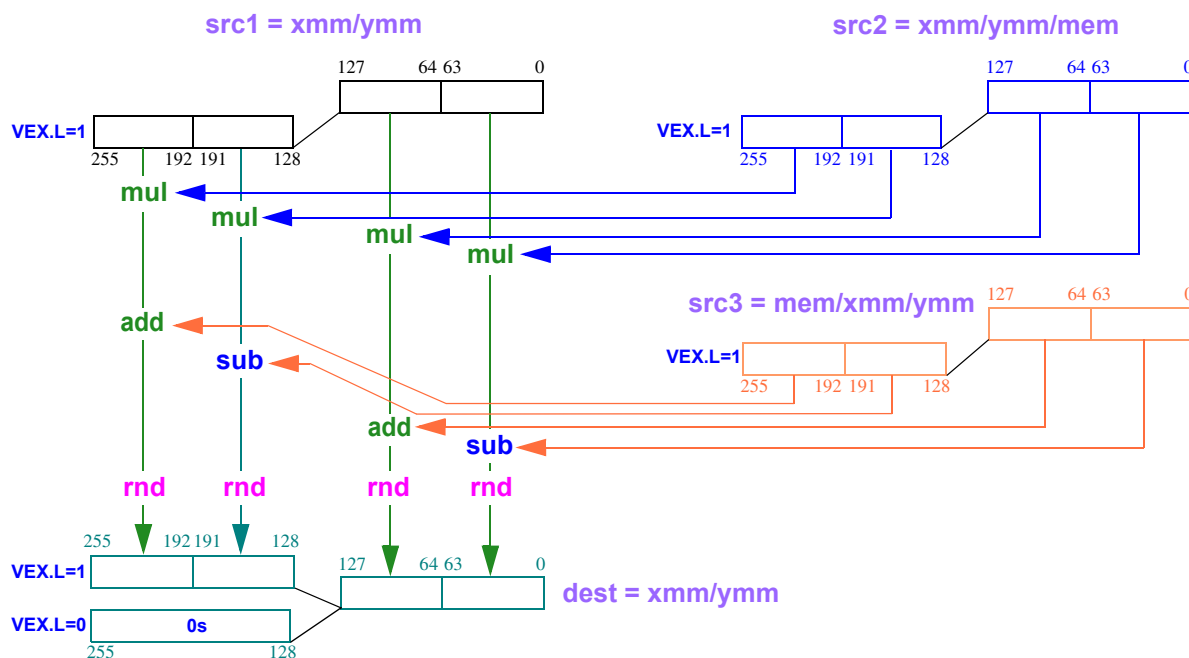 src1 = xmm/ymm
src2 = xmm/ymm/mem
127 64 63 0
127 64 63 0
VEX.L=1
VEX.L=1
255 192 191 128
255 192 191 128
mul
mul
mul
mul
src3 = mem/xmm/ymm
127 64 63 0
add
sub
VEX.L=1
255 192 191 128
add
sub
rnd rnd rnd rnd
255 192 191 128
127 64 63 0
VEX.L=1
dest = xmm/ymm
VEX.L=0
0s
255 128